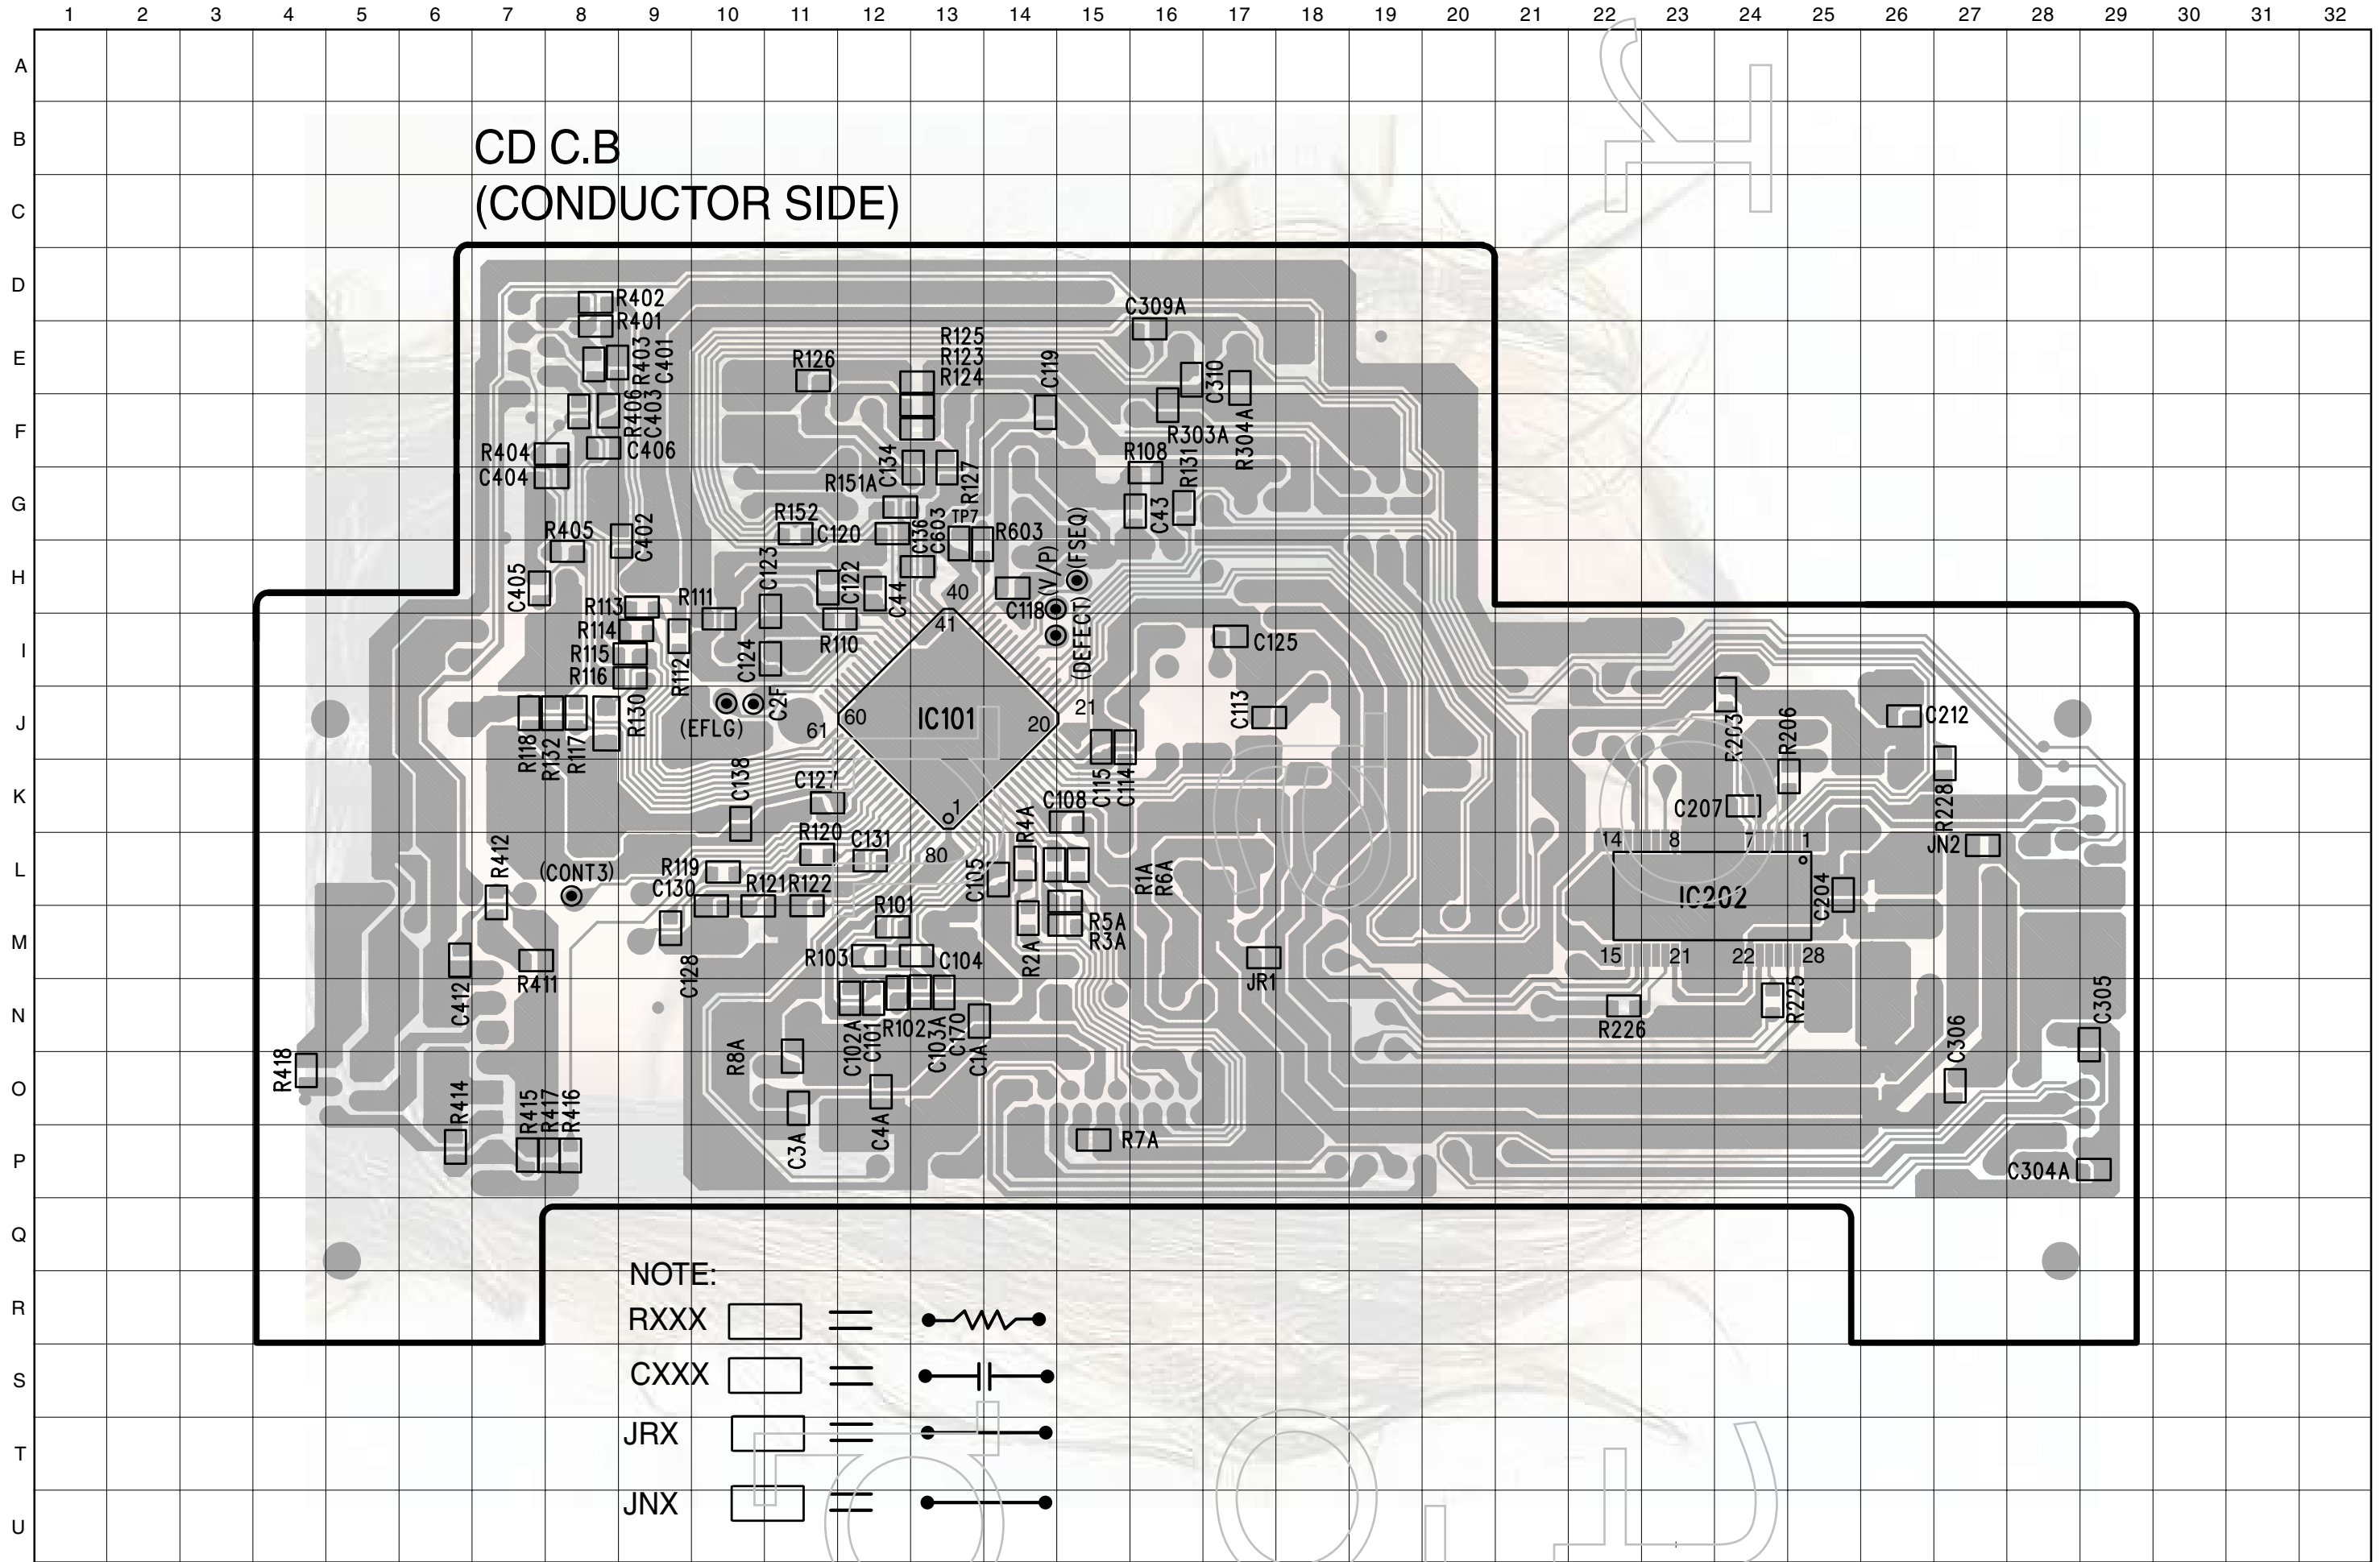 1 2 3 4 5 6 7 8 9 10 11 12 13 14 15 16 17 18 19 20 21 22 23 24 25 26 27 28 29 30 31 32
A
B
CD C.B
C
(CONDUCTOR SIDE)
D
R402
C309A
R401
E
R403
C401
R126
R125
R123
R124
C119
C310
F
R406
C403
R404
C406
C134
R303A
R304A
R108
R131
C404
R151A
R127
G
R152
C120
C136
C603
TP7
R603
C43
(FSEQ)
R405
C402
H
C405
C123
C122
C44
40
(V/P)
R113
R111
C118
R114
41
(DEFECT)
I
R115
R112
C124
R110
C125
R116
J
R118
R132
R117
R130
(EFLG)
C2F
61
60
IC101
20
21
C113
R203
R206
C212
K
C138
C127
1
C115
C114
C108
C207
R228
R120
C131
R4A
14
8
7
1
L
R412
(CONT3)
R119
80
C105
R1A
R6A
JN2
C130
R121
R122
IC202
C204
R101
R5A
M
R103
C104
R2A
R3A
15
21
22
28
C412
R411
C128
JR1
N
C102A
C101
R102
C103A
C170
C1A
R226
R225
C305
R8A
C306
O
R418
R414
R415
R417
R416
C3A
C4A
P
R7A
C304A
Q
NOTE:
R
RXXX
S
CXXX
T
JRX
U
JNX